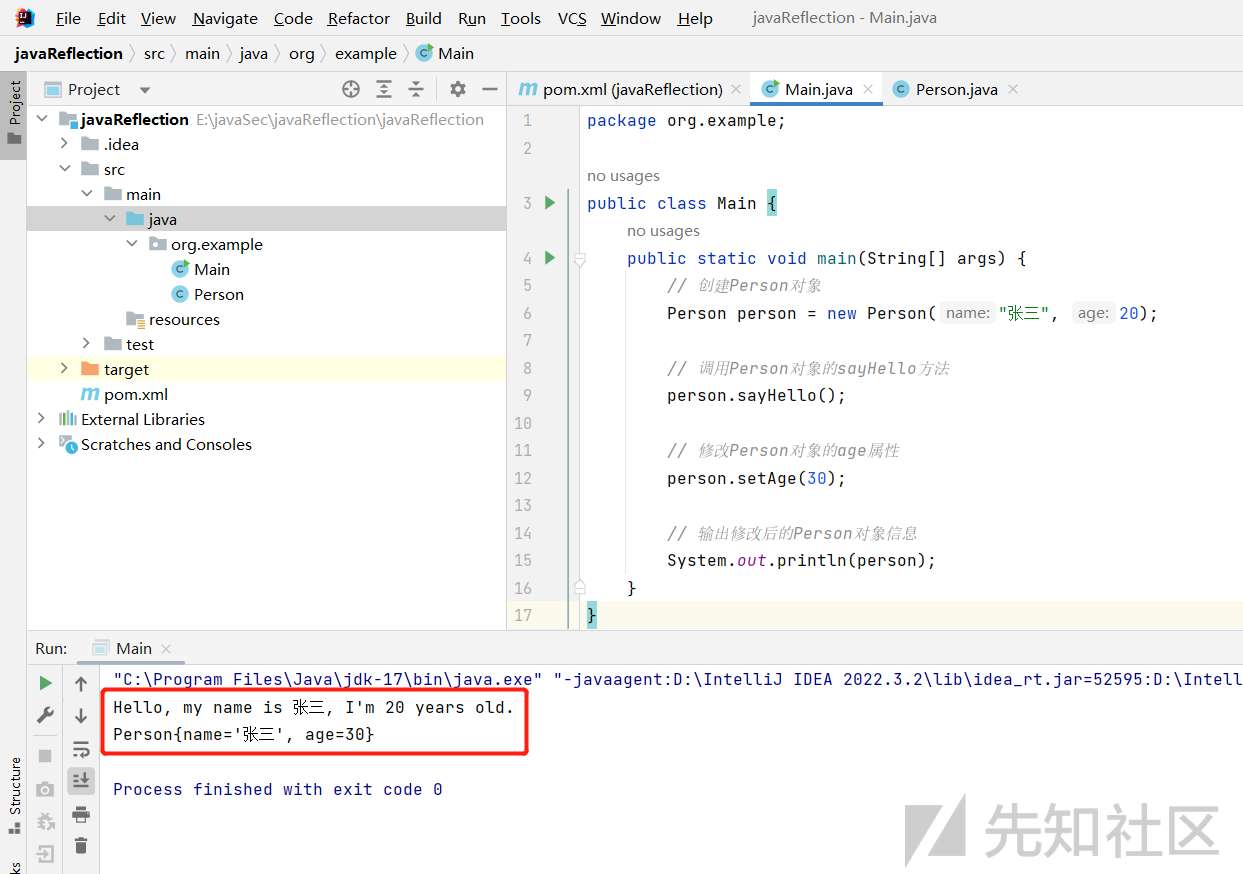 File Edit View Navigate Code Refactor Build Run Tools VCS Window Help javaReflection - Main.java
javaReflection src main java org example Main
Project
Project
pom.xml (javaReflection) Main.java Person.java
javaReflection E:\javaSec\javaReflection\javaReflection
.idea
src
main
java
org.example
Main
Person
resources
test
target
pom.xml
External Libraries
Scratches and Consoles
1 package org.example;
2
no usages
3 public class Main {
no usages
4 public static void main(String[] args) {
5 // 创建Person对象
6 Person person = new Person( name: "张三", age: 20);
7
8 // 调用Person对象的sayHello方法
9 person.sayHello();
10
11 // 修改Person对象的age属性
12 person.setAge(30);
13
14 // 输出修改后的Person对象信息
15 System.out.println(person);
16 }
17 }
Run: Main
"C:\Program Files\Java\jdk-17\bin\java.exe" "-javaagent:D:\IntelliJ IDEA 2022.3.2\lib\idea_rt.jar=52595:D:\Intell
Hello, my name is 张三, I'm 20 years old.
Person{name='张三', age=30}
Process finished with exit code 0
Structure
先知社区